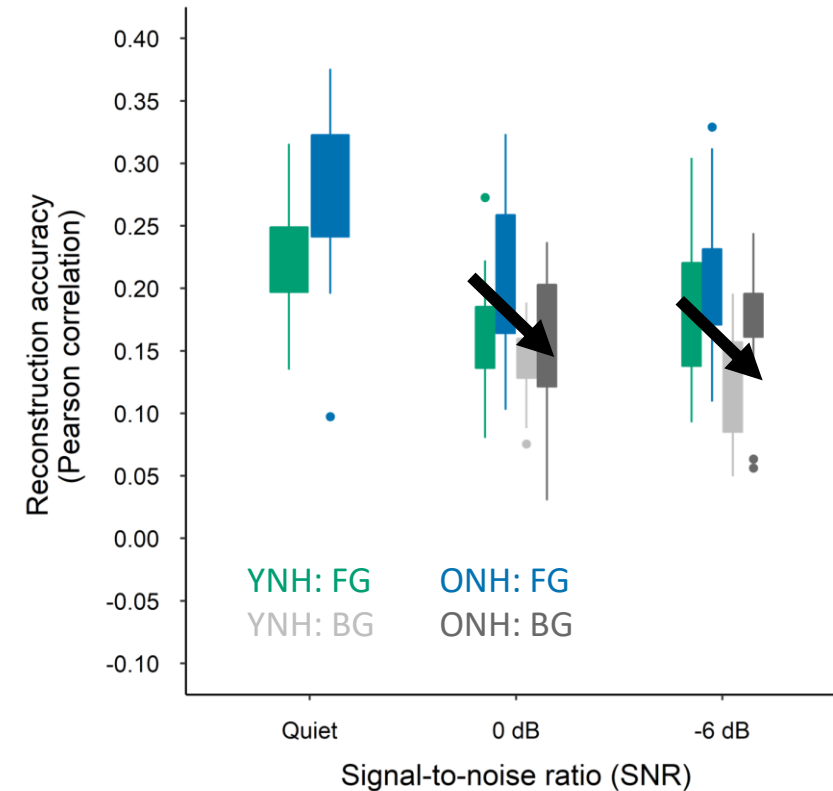 Reconstruction accuracy
(Pearson correlation)
0.40
0.35
0.30
0.25
0.20
0.15
0.10
0.05
0.00
-0.05
-0.10
YNH: FG ONH: FG
YNH: BG ONH: BG
Quiet 0 dB -6 dB
Signal-to-noise ratio (SNR)